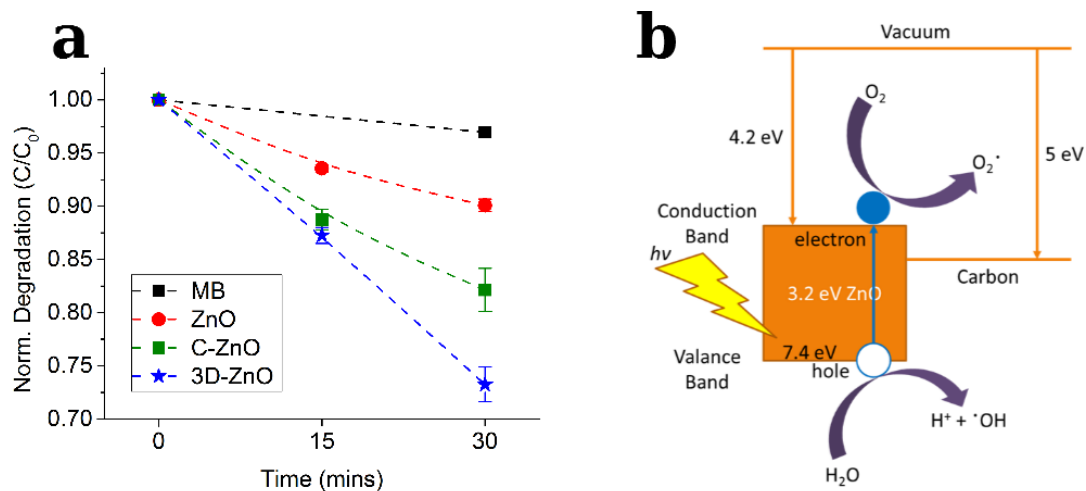 a
Norm. Degradation (C/C₀)
1.00
0.95
0.90
0.85
0.80
0.75
0.70
MB
ZnO
C-ZnO
3D-ZnO
0
15
30
Time (mins)
b
Vacuum
O₂
4.2 eV
5 eV
O₂˙
Conduction
Band
electron
hν
Carbon
3.2 eV ZnO
7.4 eV
Valance
Band
hole
H⁺ + ˙OH
H₂O